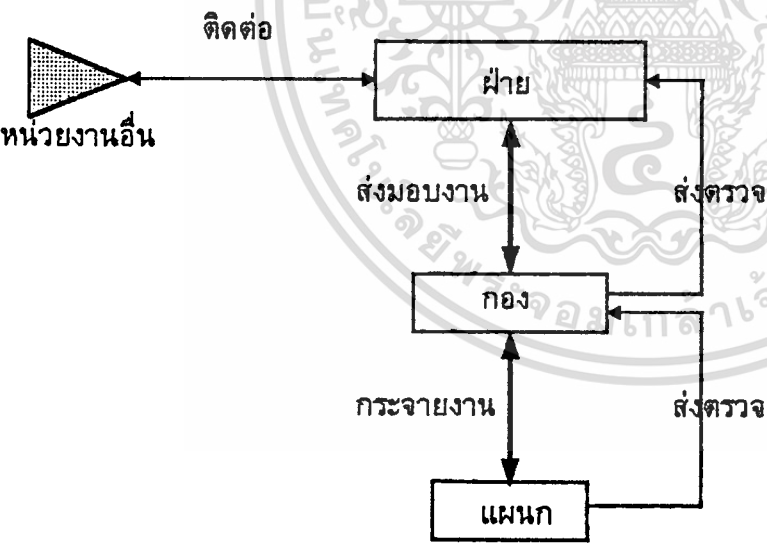 ติดต่อ
ฝ่าย
หน่วยงานอื่น
ส่งมอบงาน
ส่งตรวจ
กอง
กระจายงาน
ส่งตรวจ
แผนก